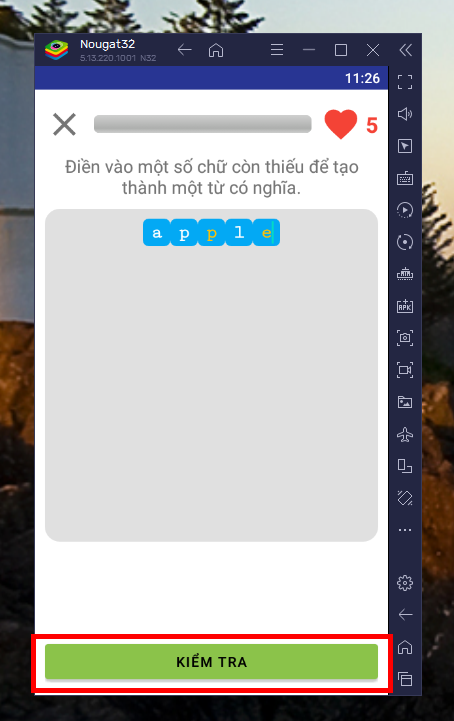 Nougat32
5.13.220.1001 N32
11:26
5
Điền vào một số chữ còn thiếu để tạo
thành một từ có nghĩa.
a p p l e
KIỂM TRA